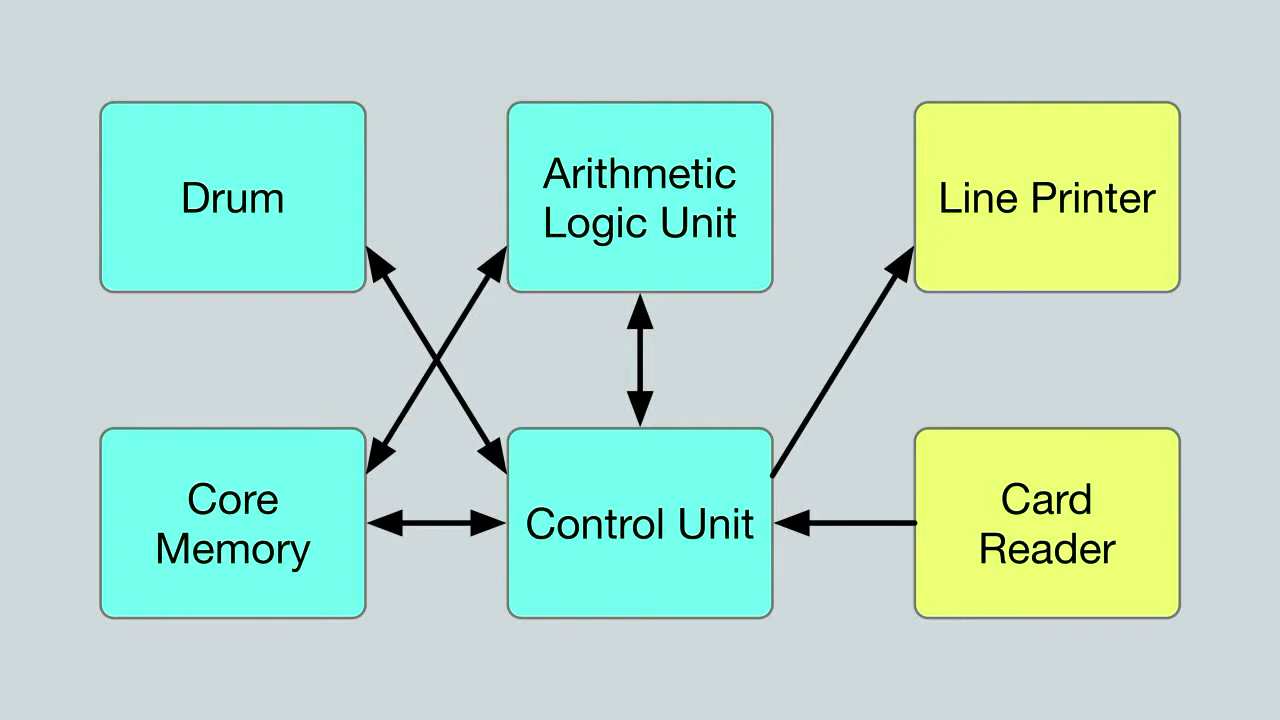 Drum
Arithmetic
Logic Unit
Line Printer
Core
Memory
Control Unit
Card
Reader